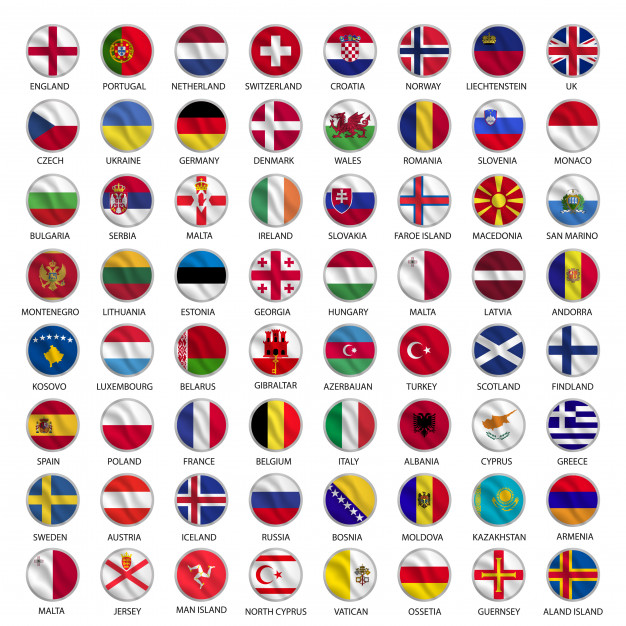 ENGLAND PORTUGAL NETHERLAND SWITZERLAND CROATIA NORWAY LIECHTENSTEIN UK
CZECH UKRAINE GERMANY DENMARK WALES ROMANIA SLOVENIA MONACO
BULGARIA SERBIA MALTA IRELAND SLOVAKIA FAROE ISLAND MACEDONIA SAN MARINO
MONTENEGRO LITHUANIA ESTONIA GEORGIA HUNGARY MALTA LATVIA ANDORRA
KOSOVO LUXEMBOURG BELARUS GIBRALTAR AZERBAIJAN TURKEY SCOTLAND FINDLAND
SPAIN POLAND FRANCE BELGIUM ITALY ALBANIA CYPRUS GREECE
SWEDEN AUSTRIA ICELAND RUSSIA BOSNIA MOLDOVA KAZAKHSTAN ARMENIA
MALTA JERSEY MAN ISLAND NORTH CYPRUS VATICAN OSSETIA GUERNSEY ALAND ISLAND